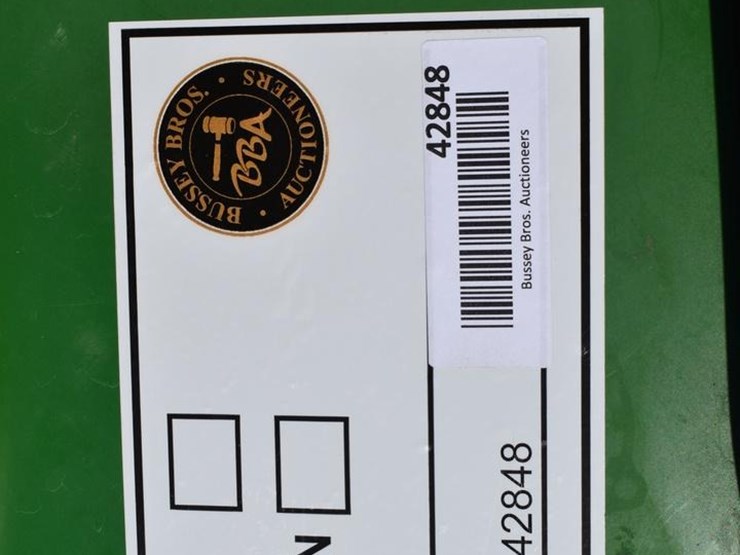 BUSSEY BROS. • AUCTIONEERS •
BBA
42848
Bussey Bros. Auctioneers
N
42848